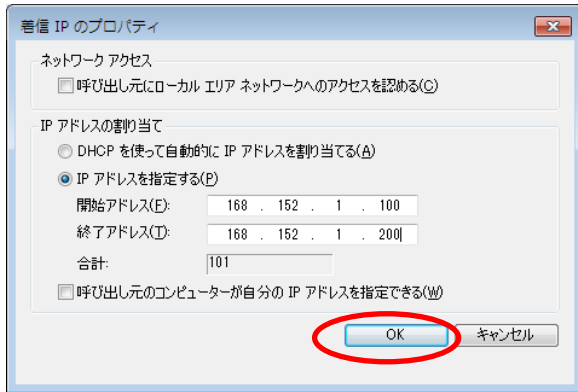 着信 IP のプロパティ
ネットワーク アクセス
呼び出し元にローカル エリア ネットワークへのアクセスを認める(C)
IP アドレスの割り当て
DHCP を使って自動的に IP アドレスを割り当てる(A)
IP アドレスを指定する(P)
開始アドレス(F): 168 . 152 . 1 . 100
終了アドレス(T): 168 . 152 . 1 . 200
合計: 101
呼び出し元のコンピューターが自分の IP アドレスを指定できる(W)
OK キャンセル